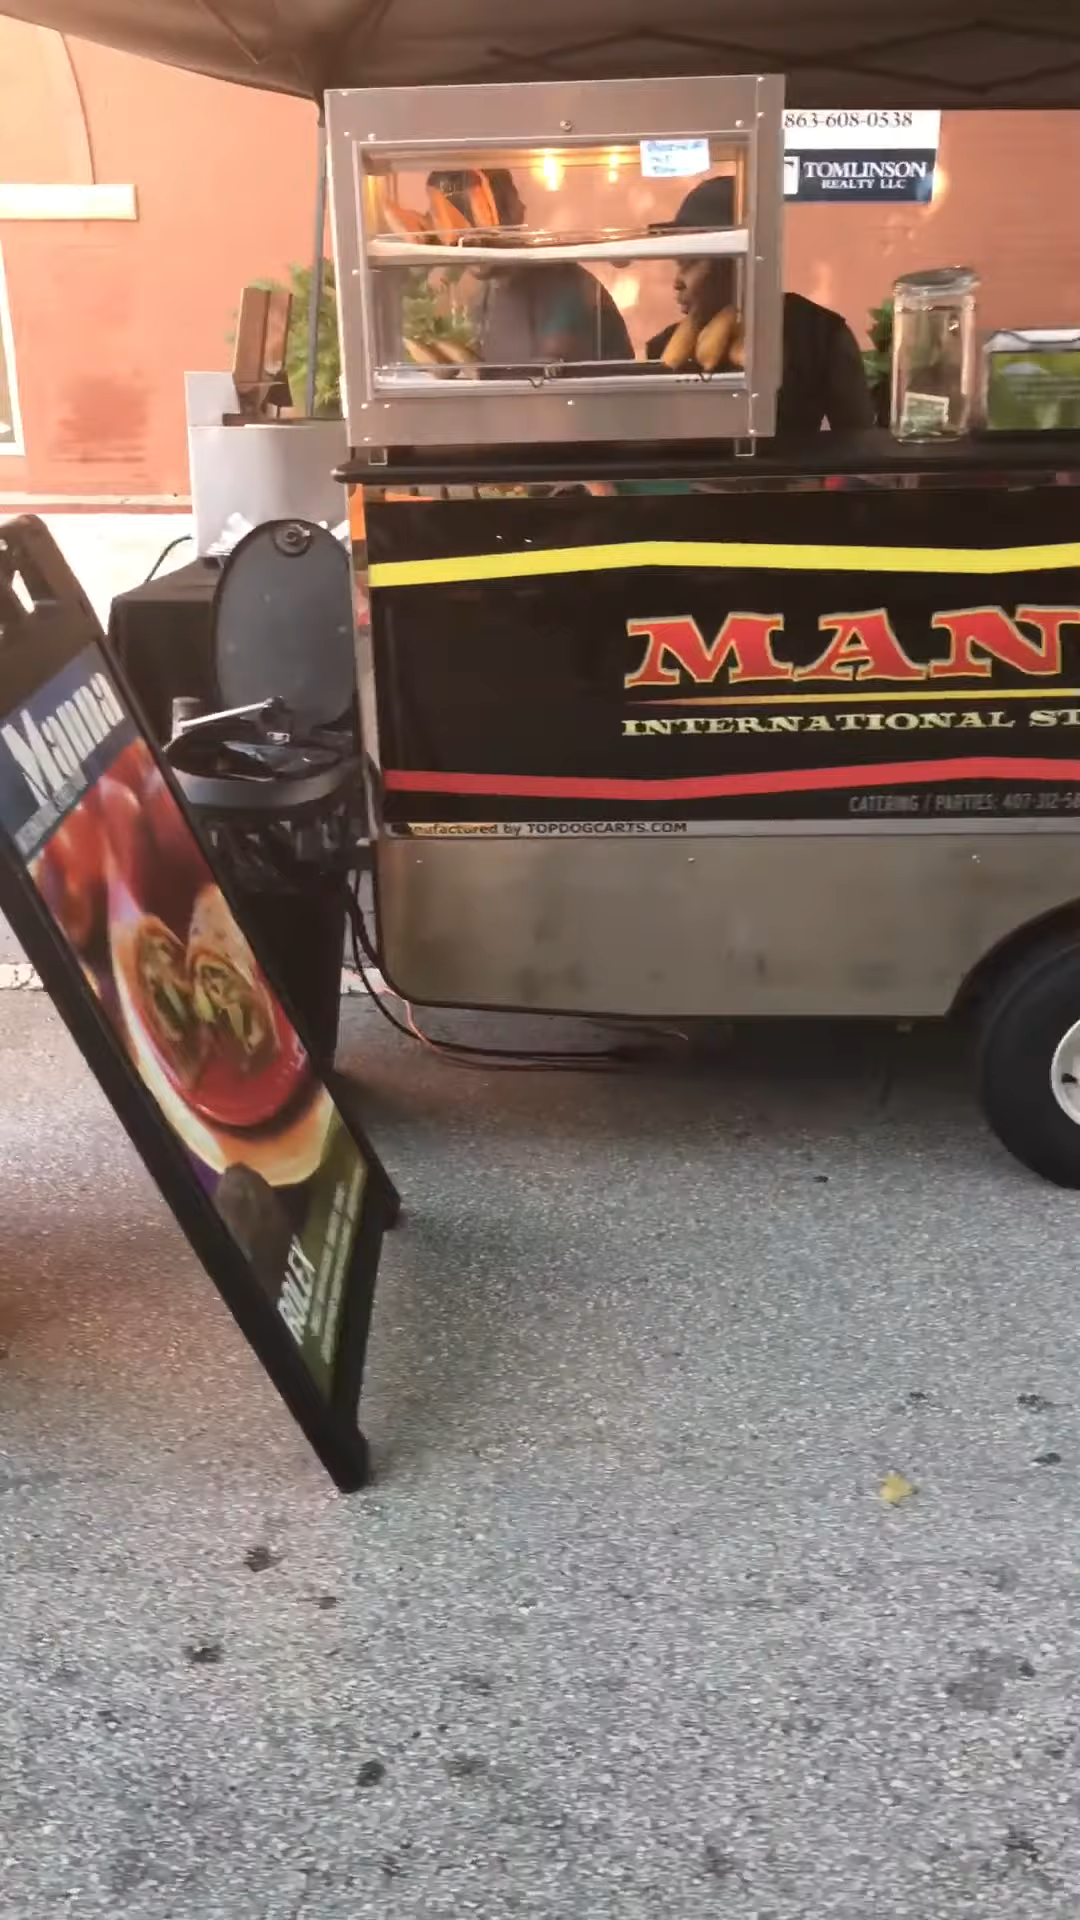 863-608-0538
TOMLINSON
REALTY LLC
MAN
INTERNATIONAL ST
CATERING / PARTIES: 407-312-58
nufactured by TOPDOGCARTS.COM
Manna
ROLEX